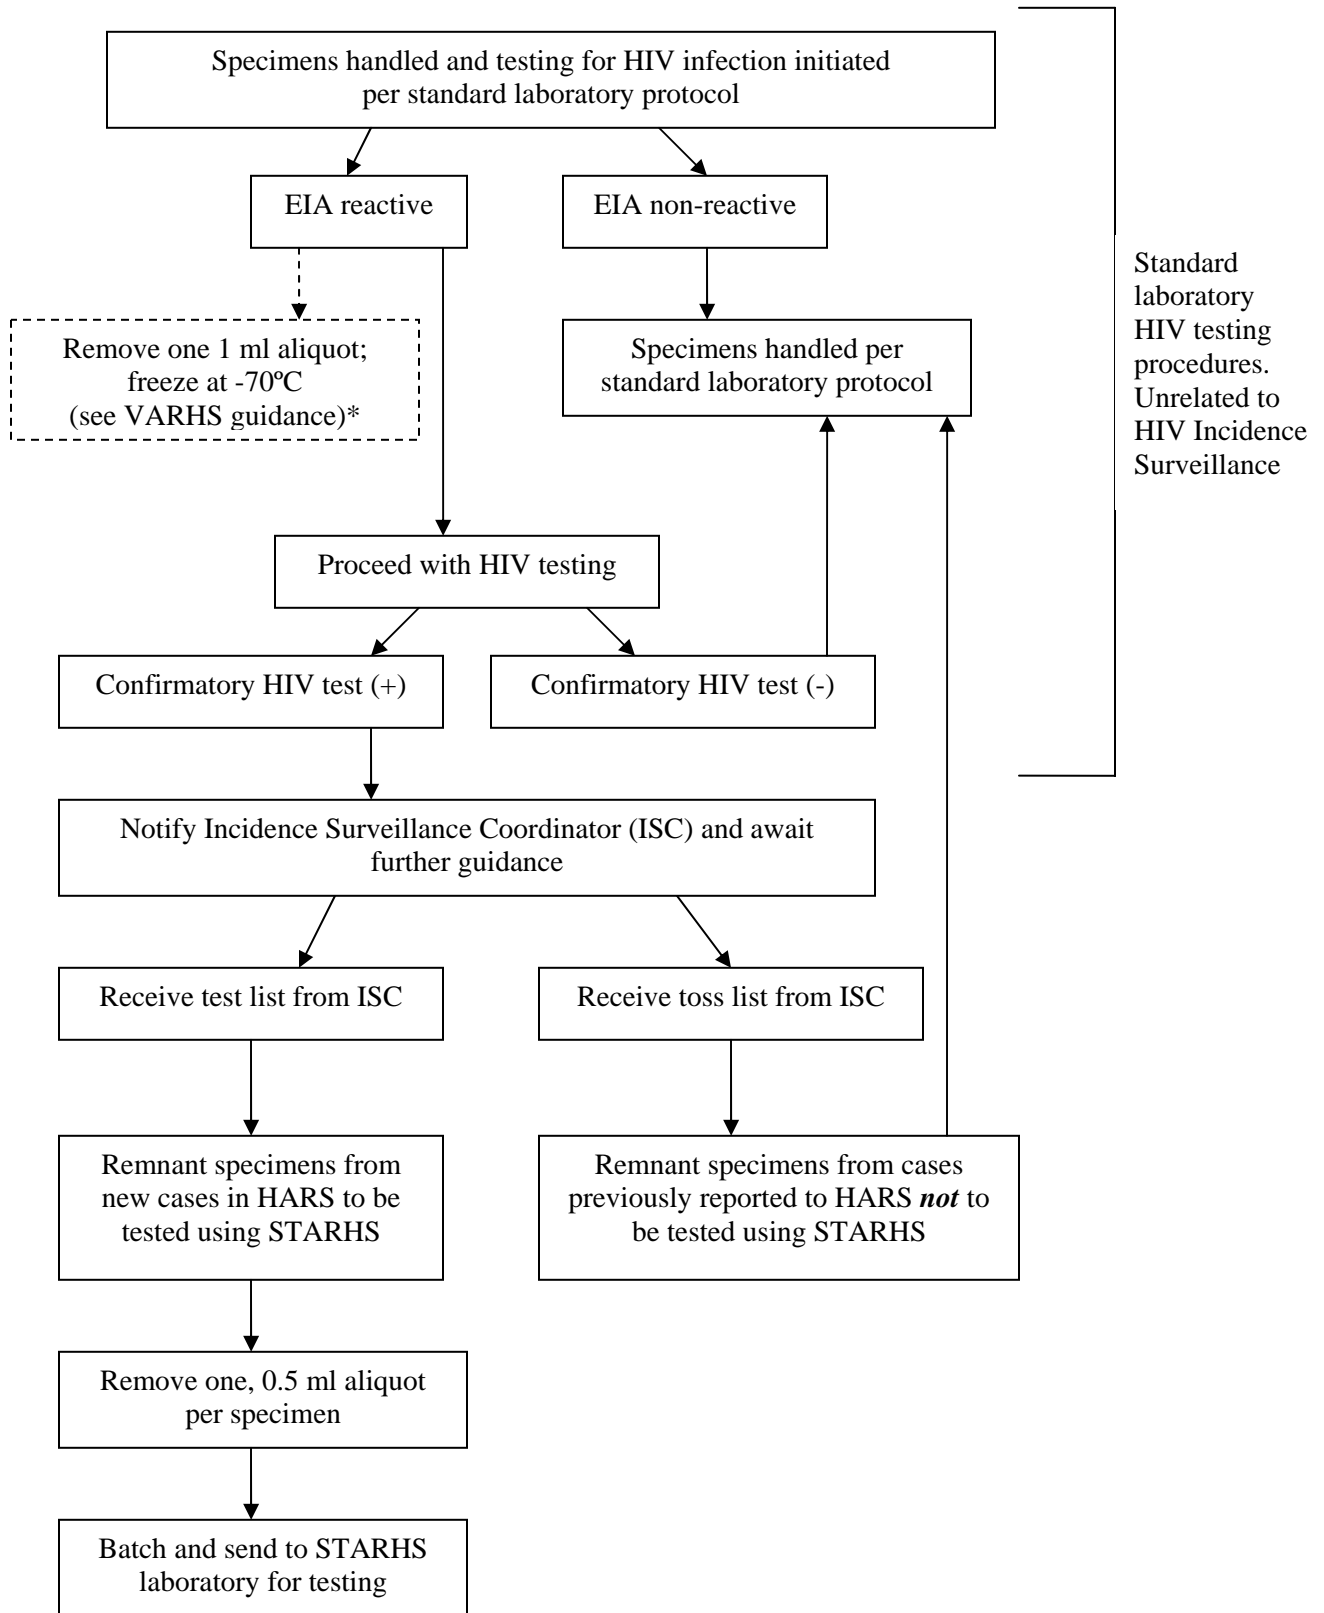 Specimens handled and testing for HIV infection initiated
per standard laboratory protocol
EIA reactive
EIA non-reactive
Standard
laboratory
HIV testing
procedures.
Unrelated to
HIV Incidence
Surveillance
Remove one 1 ml aliquot;
freeze at -70ºC
(see VARHS guidance)*
Specimens handled per
standard laboratory protocol
Proceed with HIV testing
Confirmatory HIV test (+)
Confirmatory HIV test (-)
Notify Incidence Surveillance Coordinator (ISC) and await
further guidance
Receive test list from ISC
Receive toss list from ISC
Remnant specimens from
new cases in HARS to be
tested using STARHS
Remnant specimens from cases
previously reported to HARS not to
be tested using STARHS
Remove one, 0.5 ml aliquot
per specimen
Batch and send to STARHS
laboratory for testing